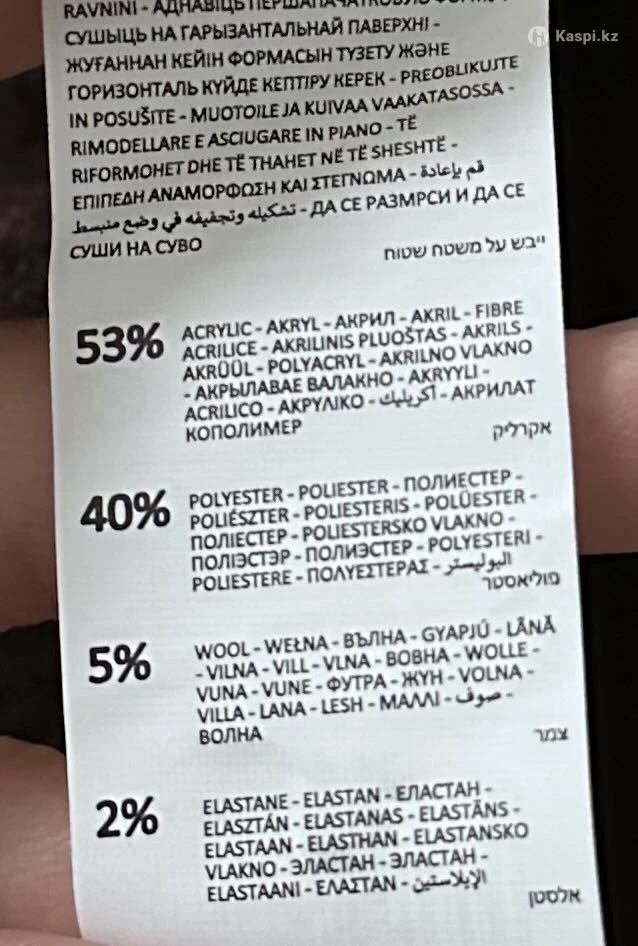 RAVNINI - АДНАВІЦЬ ПЕРШАПАЧАТКОВУЮ ФОРМУ І
СУШЫЦЬ НА ГАРЫЗАНТАЛЬНАЙ ПАВЕРХНІ -
ЖУҒАННАН КЕЙІН ФОРМАСЫН ТҮЗЕТУ ЖӘНЕ
ГОРИЗОНТАЛЬ КҮЙДЕ КЕПТІРУ КЕРЕК - PREOBLIKUJTE
IN POSUŠITE - MUOTOILE JA KUIVAA VAAKATASOSSA -
RIMODELLARE E ASCIUGARE IN PIANO - TË
RIFORMOHET DHE TË THAHET NË TË SHESHTË -
ΕΠΙΠΕΔΗ ΑΝΑΜΟΡΦΩΣΗ ΚΑΙ ΣΤΕΓΝΩΜΑ - قم بإعادة
تشكيله وتجفيفه في وضع منبسط - ДА СЕ РАЗМРСИ И ДА СЕ
СУШИ НА СУВО
ייבש על משטח שטוח
53% ACRYLIC - AKRYL - АКРИЛ - AKRIL - FIBRE
ACRILICE - AKRILINIS PLUOŠTAS - AKRILS -
AKRÜÜL - POLYACRYL - AKRILNO VLAKNO
- АКРЫЛАВАЕ ВАЛАКНО - AKRYYLI -
ACRILICO - ΑΚΡΥΛΙΚΟ - أكريليك - АКРИЛАТ
КОПОЛИМЕР
אקרליק
40% POLYESTER - POLIESTER - ПОЛИЕСТЕР -
POLIÉSZTER - POLIESTERIS - POLÜESTER -
ПОЛІЕСТЕР - POLIESTERSKO VLAKNO -
ПОЛІЭСТЭР - ПОЛИЭСТЕР - POLYESTERI -
POLIESTERE - ΠΟΛΥΕΣΤΕΡΑΣ - البوليستر
פוליאסטר
5% WOOL - WEŁNA - ВЪЛНА - GYAPJÚ - LÂNĂ
- VILNA - VILL - VLNA - ВОВНА - WOLLE -
VUNA - VUNE - ФУТРА - ЖҮН - VOLNA -
VILLA - LANA - LESH - ΜΑΛΛΙ - صوف -
ВОЛНА
צמר
2% ELASTANE - ELASTAN - ЕЛАСТАН -
ELASZTÁN - ELASTANAS - ELASTĀNS -
ELASTAAN - ELASTHAN - ELASTANSKO
VLAKNO - ЭЛАСТАН - ЭЛАСТАН -
ELASTAANI - ΕΛΑΣΤΑΝ - الإيلاستين
אלסטן
Kaspi.kz